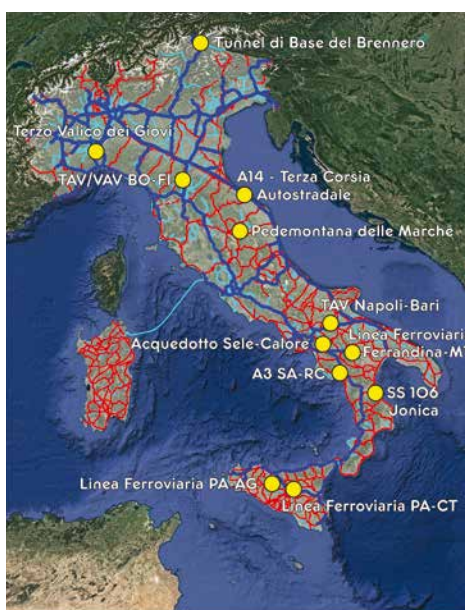 Tunnel di Base del Brennero
Terzo Valico dei Giovi
TAV/VAV BO-FI
A14 - Terza Corsia
Autostradale
Pedemontana delle Marche
TAV Napoli-Bari
Linea Ferroviari
Acquedotto Sele-Calore
Ferrandina-M
A3 SA-RC
SS 106
Jonica
Linea Ferroviaria PA-AG
Linea Ferroviaria PA-CT